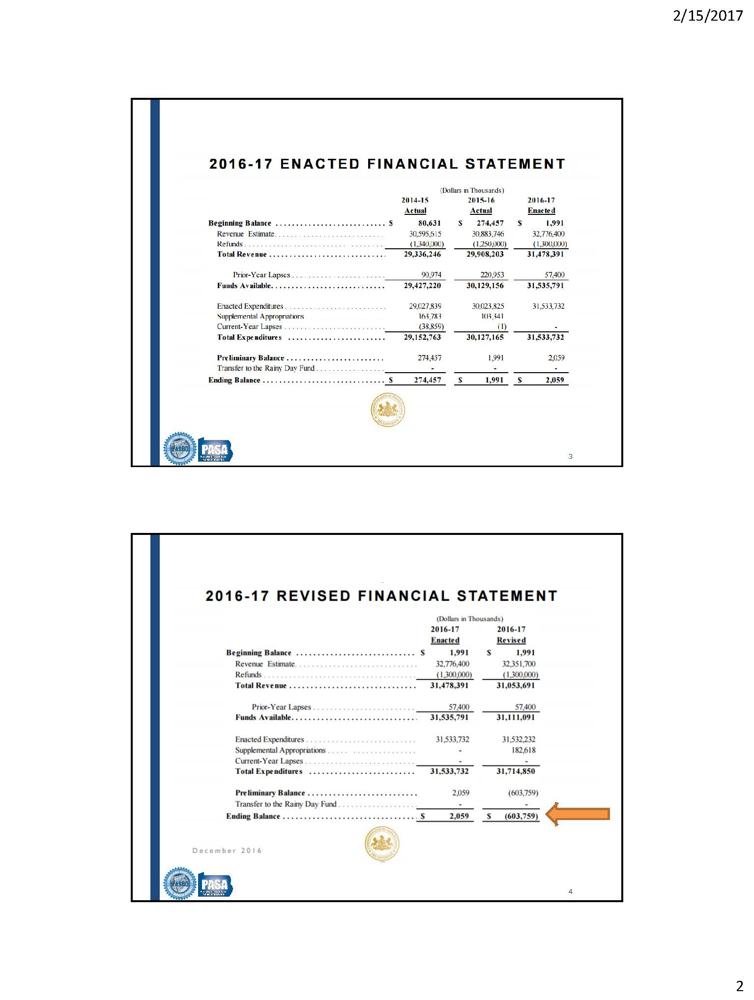 2/15/2017
2016-17 ENACTED FINANCIAL STATEMENT
(Dollars in Thousands)
2014-15 2015-16 2016-17
Actual Actual Enacted
Beginning Balance . . . . . . . . . . . . . . . . . . . . . . . . . . . $ 80,631 $ 274,457 $ 1,991
Revenue Estimate. . . . . . . . . . . . . . . . . . . . . . . . . . . 30,595,615 30,883,746 32,776,400
Refunds . . . . . . . . . . . . . . . . . . . . . . . . . . . . . . . . . . (1,340,000) (1,250,000) (1,300,000)
Total Revenue . . . . . . . . . . . . . . . . . . . . . . . . . . . . . 29,336,246 29,908,203 31,478,391
Prior-Year Lapses . . . . . . . . . . . . . . . . . . . . . . . 90,974 220,953 57,400
Funds Available. . . . . . . . . . . . . . . . . . . . . . . . . . . . 29,427,220 30,129,156 31,535,791
Enacted Expenditures . . . . . . . . . . . . . . . . . . . . . . . . . 29,027,839 30,023,825 31,533,732
Supplemental Appropriations 163,783 103,341
Current-Year Lapses . . . . . . . . . . . . . . . . . . . . . . . . . (38,859) (1) -
Total Expenditures . . . . . . . . . . . . . . . . . . . . . . . . 29,152,763 30,127,165 31,533,732
Preliminary Balance . . . . . . . . . . . . . . . . . . . . . . . . 274,457 1,991 2,059
Transfer to the Rainy Day Fund . . . . . . . . . . . . . . . . . - - -
Ending Balance . . . . . . . . . . . . . . . . . . . . . . . . . . . . . . $ 274,457 $ 1,991 $ 2,059
PASBO
PASA
3
2016-17 REVISED FINANCIAL STATEMENT
(Dollars in Thousands)
2016-17 2016-17
Enacted Revised
Beginning Balance . . . . . . . . . . . . . . . . . . . . . . . . . . . . $ 1,991 $ 1,991
Revenue Estimate. . . . . . . . . . . . . . . . . . . . . . . . . . . . 32,776,400 32,351,700
Refunds . . . . . . . . . . . . . . . . . . . . . . . . . . . . . . . . . . . (1,300,000) (1,300,000)
Total Revenue . . . . . . . . . . . . . . . . . . . . . . . . . . . . . . 31,478,391 31,053,691
Prior-Year Lapses . . . . . . . . . . . . . . . . . . . . . . . . 57,400 57,400
Funds Available. . . . . . . . . . . . . . . . . . . . . . . . . . . . . . 31,535,791 31,111,091
Enacted Expenditures . . . . . . . . . . . . . . . . . . . . . . . . . . 31,533,732 31,532,232
Supplemental Appropriations . . . . . . . . . . . . . . . . . . . - 182,618
Current-Year Lapses . . . . . . . . . . . . . . . . . . . . . . . . . . - -
Total Expenditures . . . . . . . . . . . . . . . . . . . . . . . . . 31,533,732 31,714,850
Preliminary Balance . . . . . . . . . . . . . . . . . . . . . . . . . . 2,059 (603,759)
Transfer to the Rainy Day Fund . . . . . . . . . . . . . . . . . . - -
Ending Balance . . . . . . . . . . . . . . . . . . . . . . . . . . . . . . . . $ 2,059 $ (603,759)
December 2016
PASBO
PASA
4
2